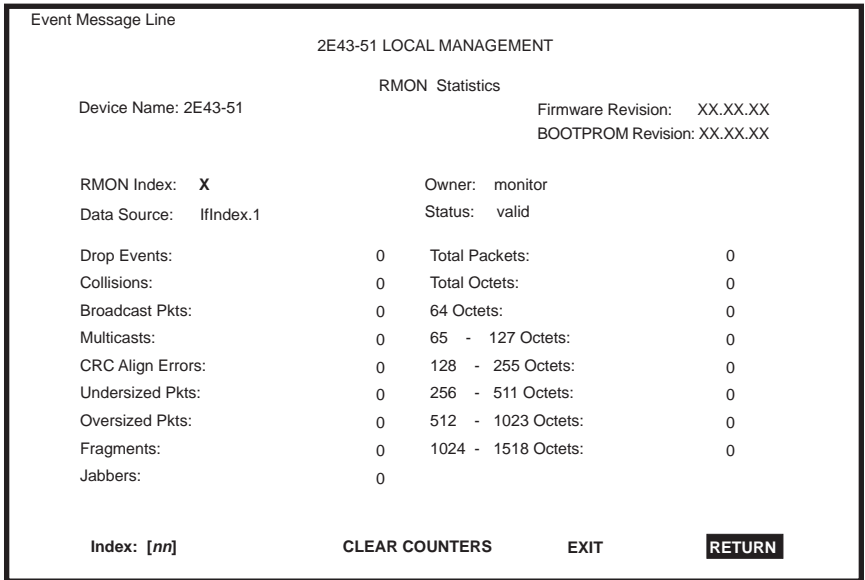 Event Message Line
2E43-51 LOCAL MANAGEMENT
RMON Statistics
Device Name: 2E43-51 Firmware Revision: XX.XX.XX
BOOTPROM Revision: XX.XX.XX
RMON Index: X Owner: monitor
Data Source: IfIndex.1 Status: valid
Drop Events: 0 Total Packets: 0
Collisions: 0 Total Octets: 0
Broadcast Pkts: 0 64 Octets: 0
Multicasts: 0 65 - 127 Octets: 0
CRC Align Errors: 0 128 - 255 Octets: 0
Undersized Pkts: 0 256 - 511 Octets: 0
Oversized Pkts: 0 512 - 1023 Octets: 0
Fragments: 0 1024 - 1518 Octets: 0
Jabbers: 0
Index: [nn] CLEAR COUNTERS EXIT RETURN